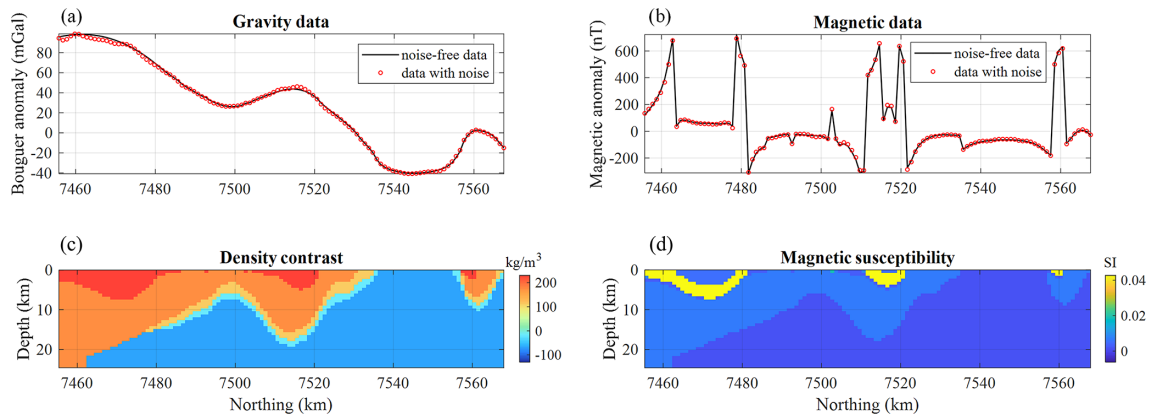 (a) Gravity data
Bouguer anomaly (mGal)
80
60
40
20
0
-20
-40
noise-free data
data with noise
7460 7480 7500 7520 7540 7560
(b) Magnetic data
Magnetic anomaly (nT)
600
400
200
0
-200
noise-free data
data with noise
7460 7480 7500 7520 7540 7560
(c) Density contrast
Depth (km)
0
10
20
7460 7480 7500 7520 7540 7560
Northing (km)
kg/m³
200
100
0
-100
(d) Magnetic susceptibility
Depth (km)
0
10
20
7460 7480 7500 7520 7540 7560
Northing (km)
SI
0.04
0.02
0